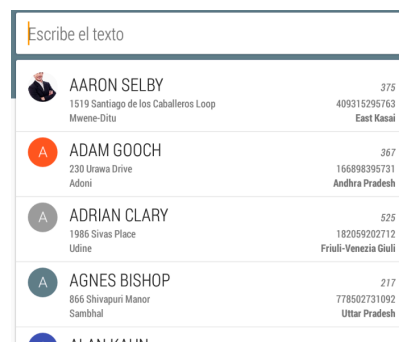 Escribe el texto
AARON SELBY 375
1519 Santiago de los Caballeros Loop 409315295763
Mwene-Ditu East Kasai
A ADAM GOOCH 367
230 Urawa Drive 166898395731
Adoni Andhra Pradesh
A ADRIAN CLARY 525
1986 Sivas Place 182059202712
Udine Friuli-Venezia Giuli
A AGNES BISHOP 217
866 Shivapuri Manor 778502731092
Sambhal Uttar Pradesh